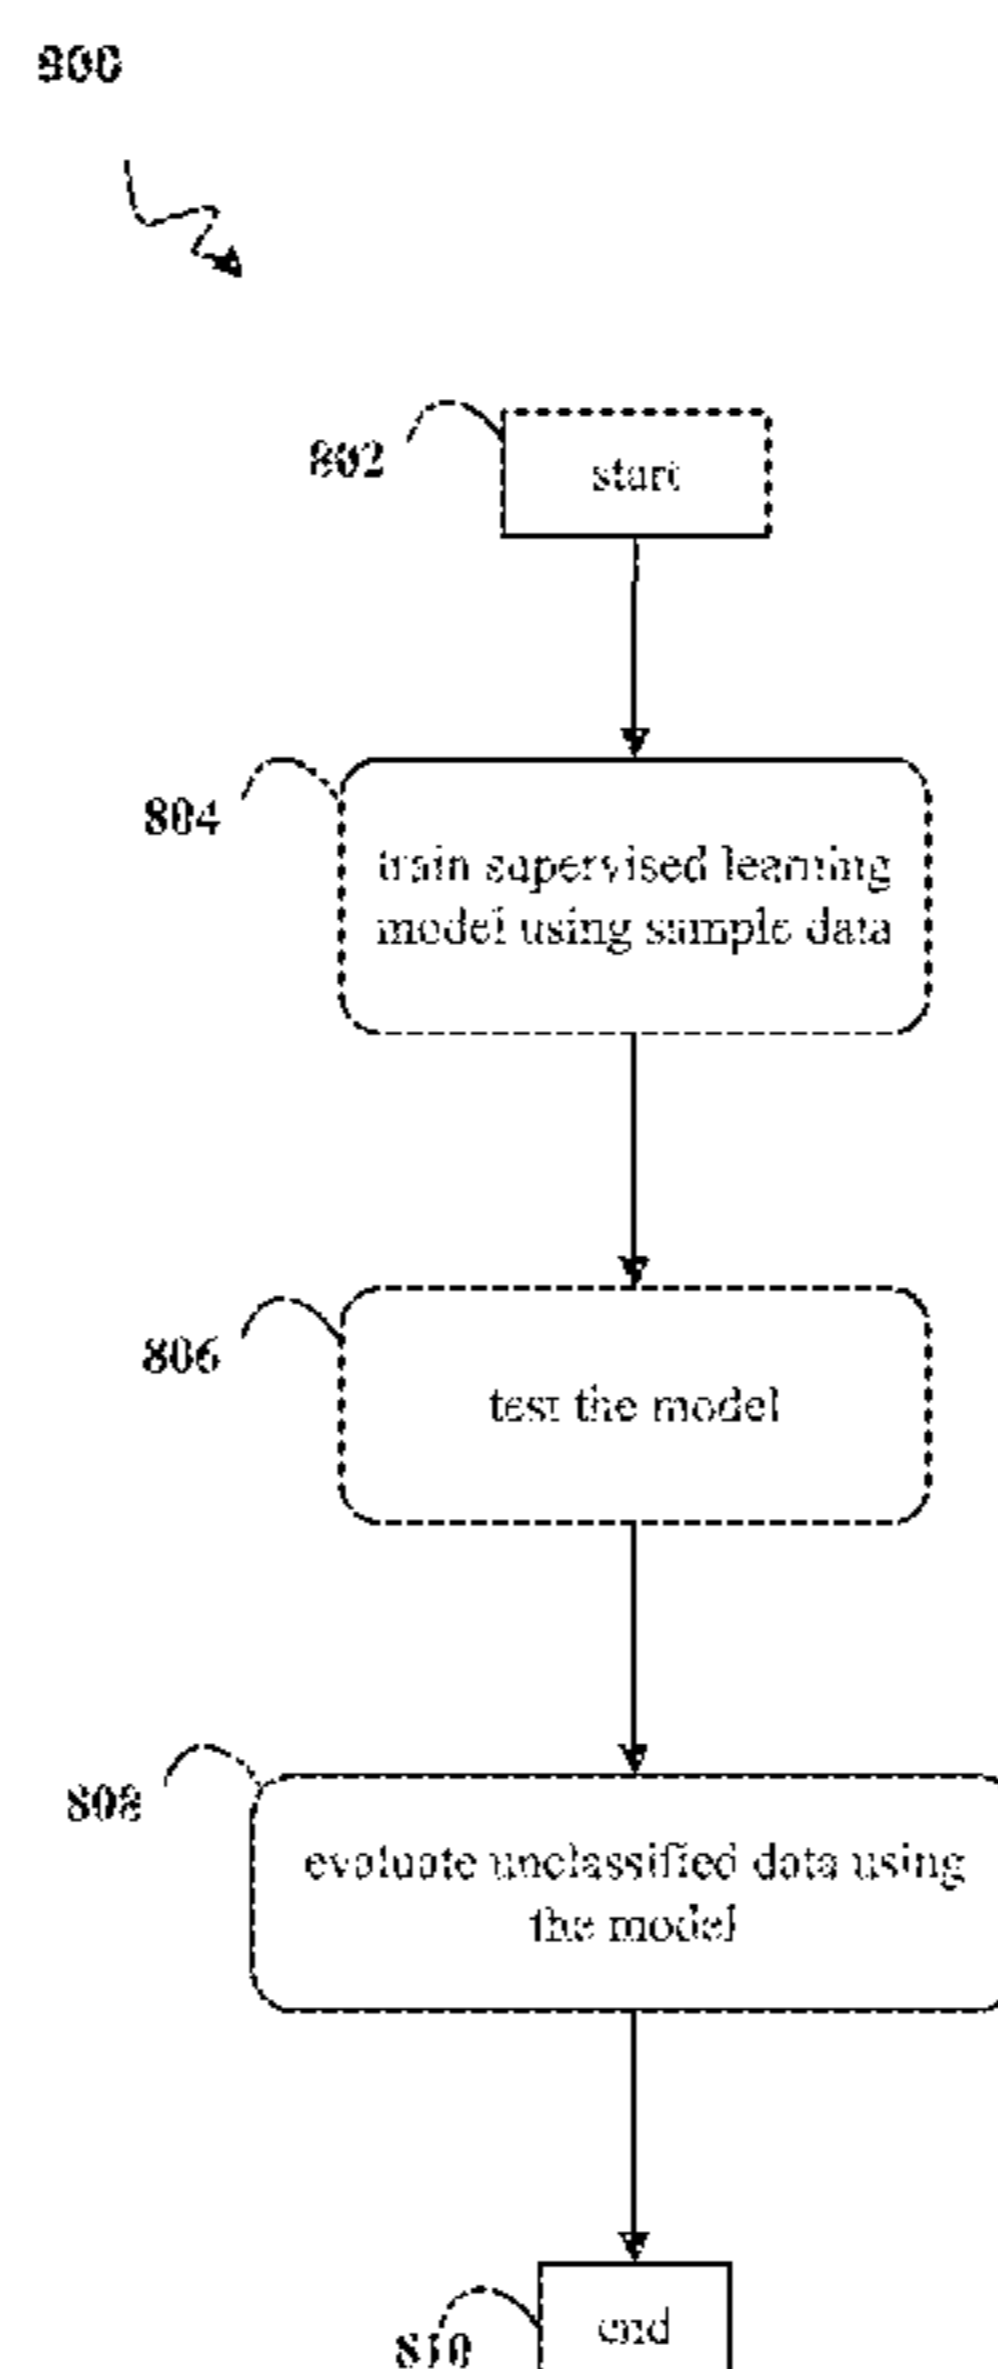 800
802
start
804
train supervised learning
model using sample data
806
test the model
808
evaluate unclassified data using
the model
810
end